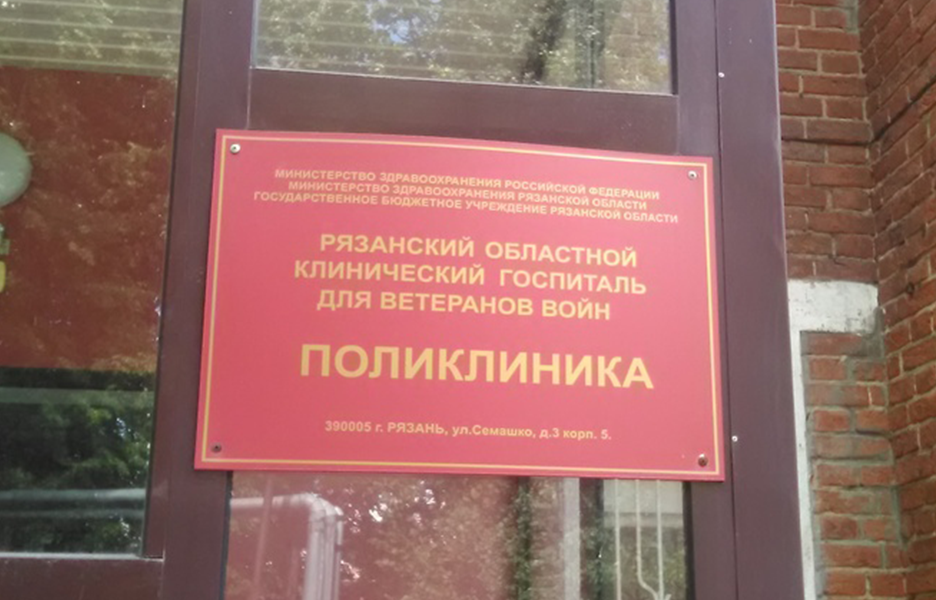 МИНИСТЕРСТВО ЗДРАВООХРАНЕНИЯ РОССИЙСКОЙ ФЕДЕРАЦИИ
МИНИСТЕРСТВО ЗДРАВООХРАНЕНИЯ РЯЗАНСКОЙ ОБЛАСТИ
ГОСУДАРСТВЕННОЕ БЮДЖЕТНОЕ УЧРЕЖДЕНИЕ РЯЗАНСКОЙ ОБЛАСТИ
РЯЗАНСКИЙ ОБЛАСТНОЙ
КЛИНИЧЕСКИЙ ГОСПИТАЛЬ
ДЛЯ ВЕТЕРАНОВ ВОЙН
ПОЛИКЛИНИКА
390005 г. РЯЗАНЬ, ул.Семашко, д.3 корп. 5.